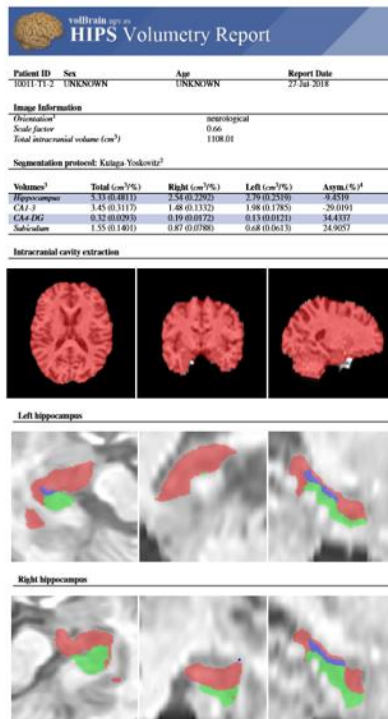 volBrain.upv.es
HIPS Volumetry Report
Patient ID Sex Age Report Date
10011-T1-2 UNKNOWN UNKNOWN 27-Jul-2018
Image Information
Orientation¹ neurological
Scale factor 0.66
Total intracranial volume (cm³) 1108.01
Segmentation protocol: Kulaga-Yoskovitz²
Volumes³ Total (cm³/%) Right (cm³/%) Left (cm³/%) Asym.(%)⁴
Hippocampus 5.33 (0.4811) 2.54 (0.2292) 2.79 (0.2519) -9.4519
CA1-3 3.45 (0.3117) 1.48 (0.1332) 1.98 (0.1785) -29.0191
CA4-DG 0.32 (0.0293) 0.19 (0.0172) 0.13 (0.0121) 34.4337
Subiculum 1.55 (0.1401) 0.87 (0.0788) 0.68 (0.0613) 24.9057
Intracranial cavity extraction
Left hippocampus
Right hippocampus